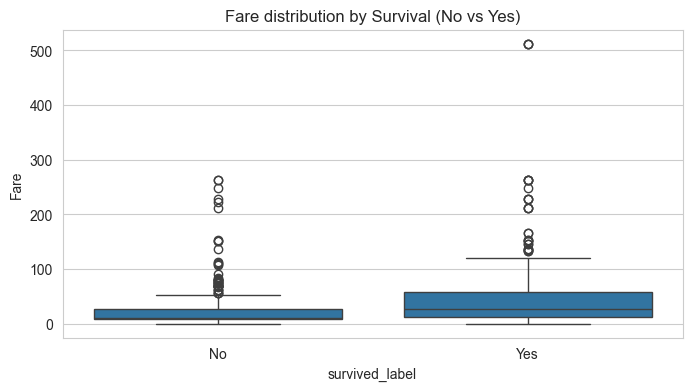 Fare distribution by Survival (No vs Yes)
500
400
300
200
100
0
Fare
No
Yes
survived_label